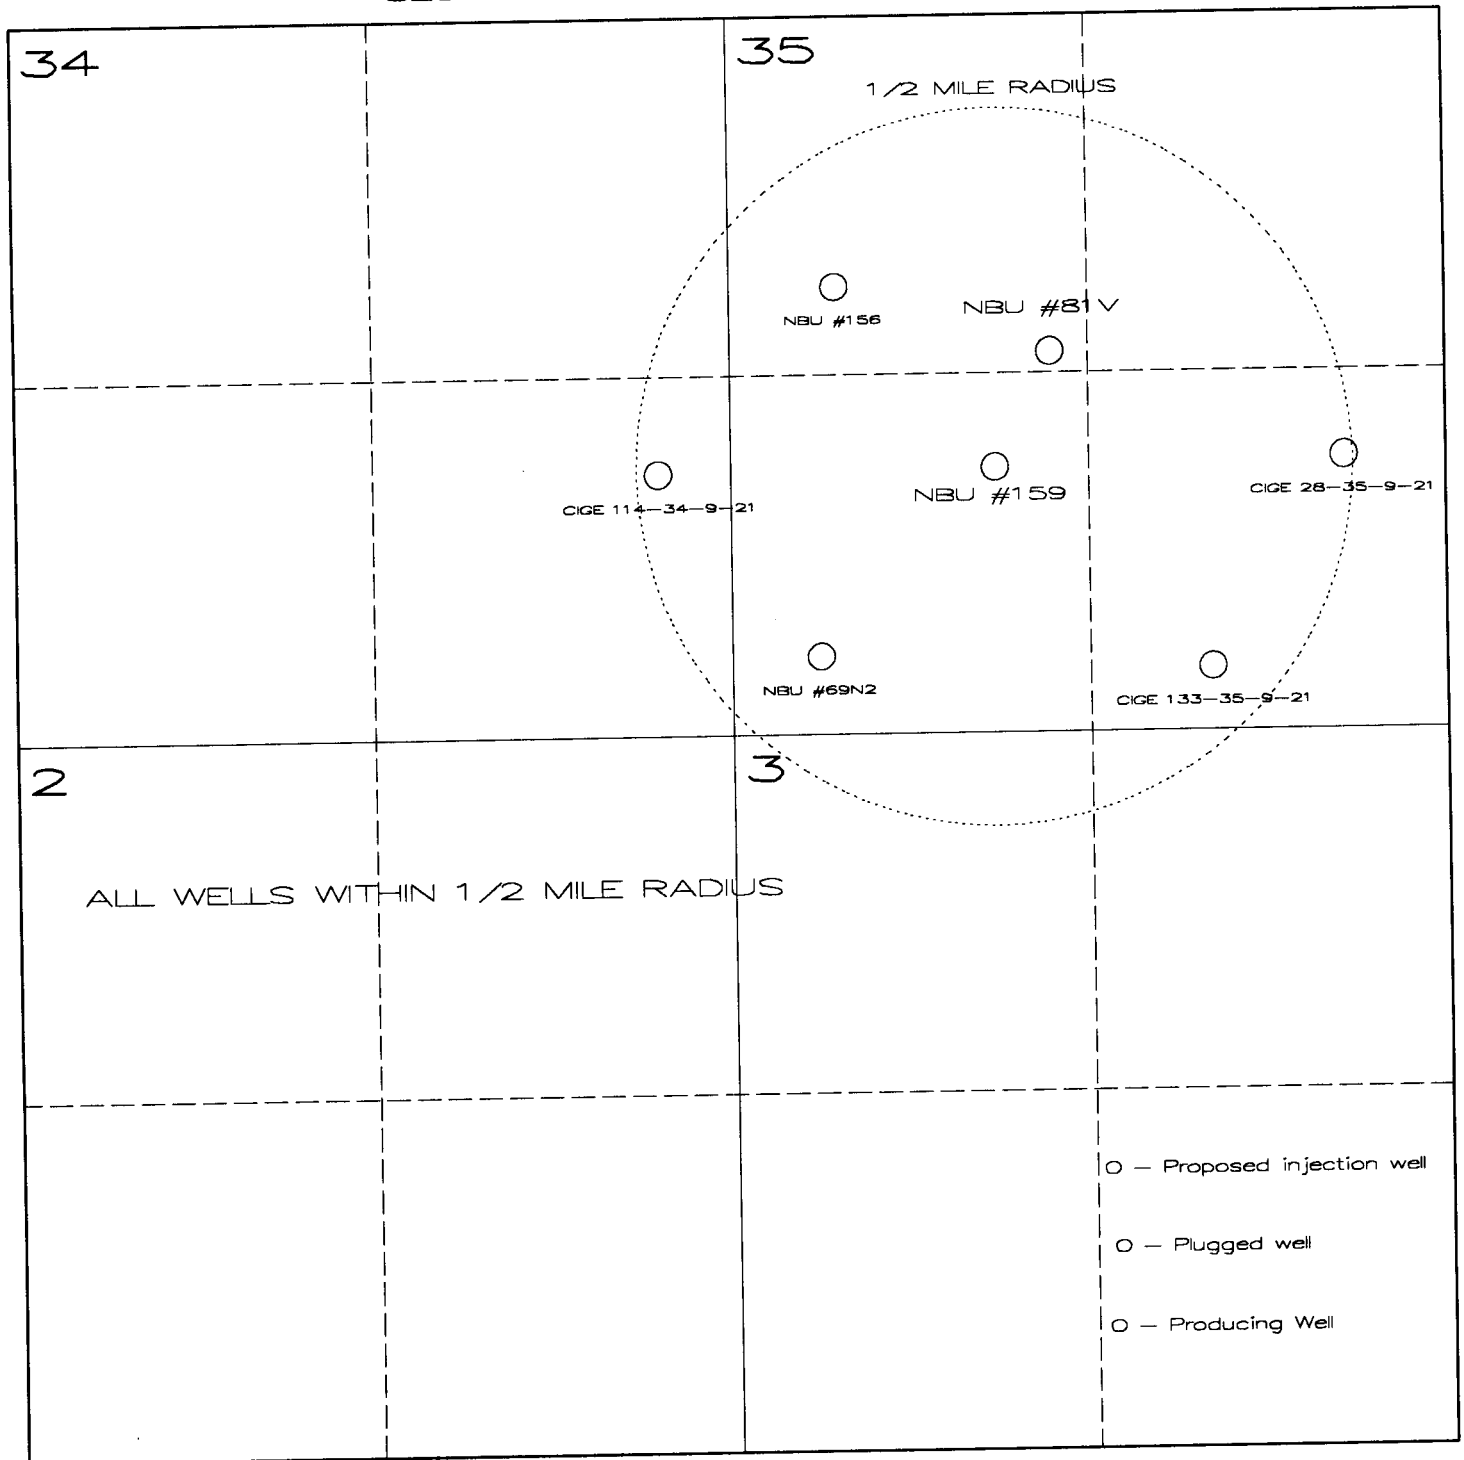 34
35
1/2 MILE RADIUS
NBU #156
NBU #81V
CIGE 114-34-9-21
NBU #159
CIGE 28-35-9-21
NBU #69N2
CIGE 133-35-9-21
2
3
ALL WELLS WITHIN 1/2 MILE RADIUS
O - Proposed injection well
O - Plugged well
O - Producing Well